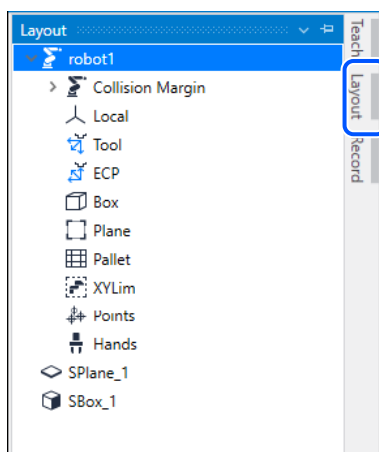 Layout
robot1
Collision Margin
Local
Tool
ECP
Box
Plane
Pallet
XYLim
Points
Hands
SPlane_1
SBox_1
Teach
Layout
Record